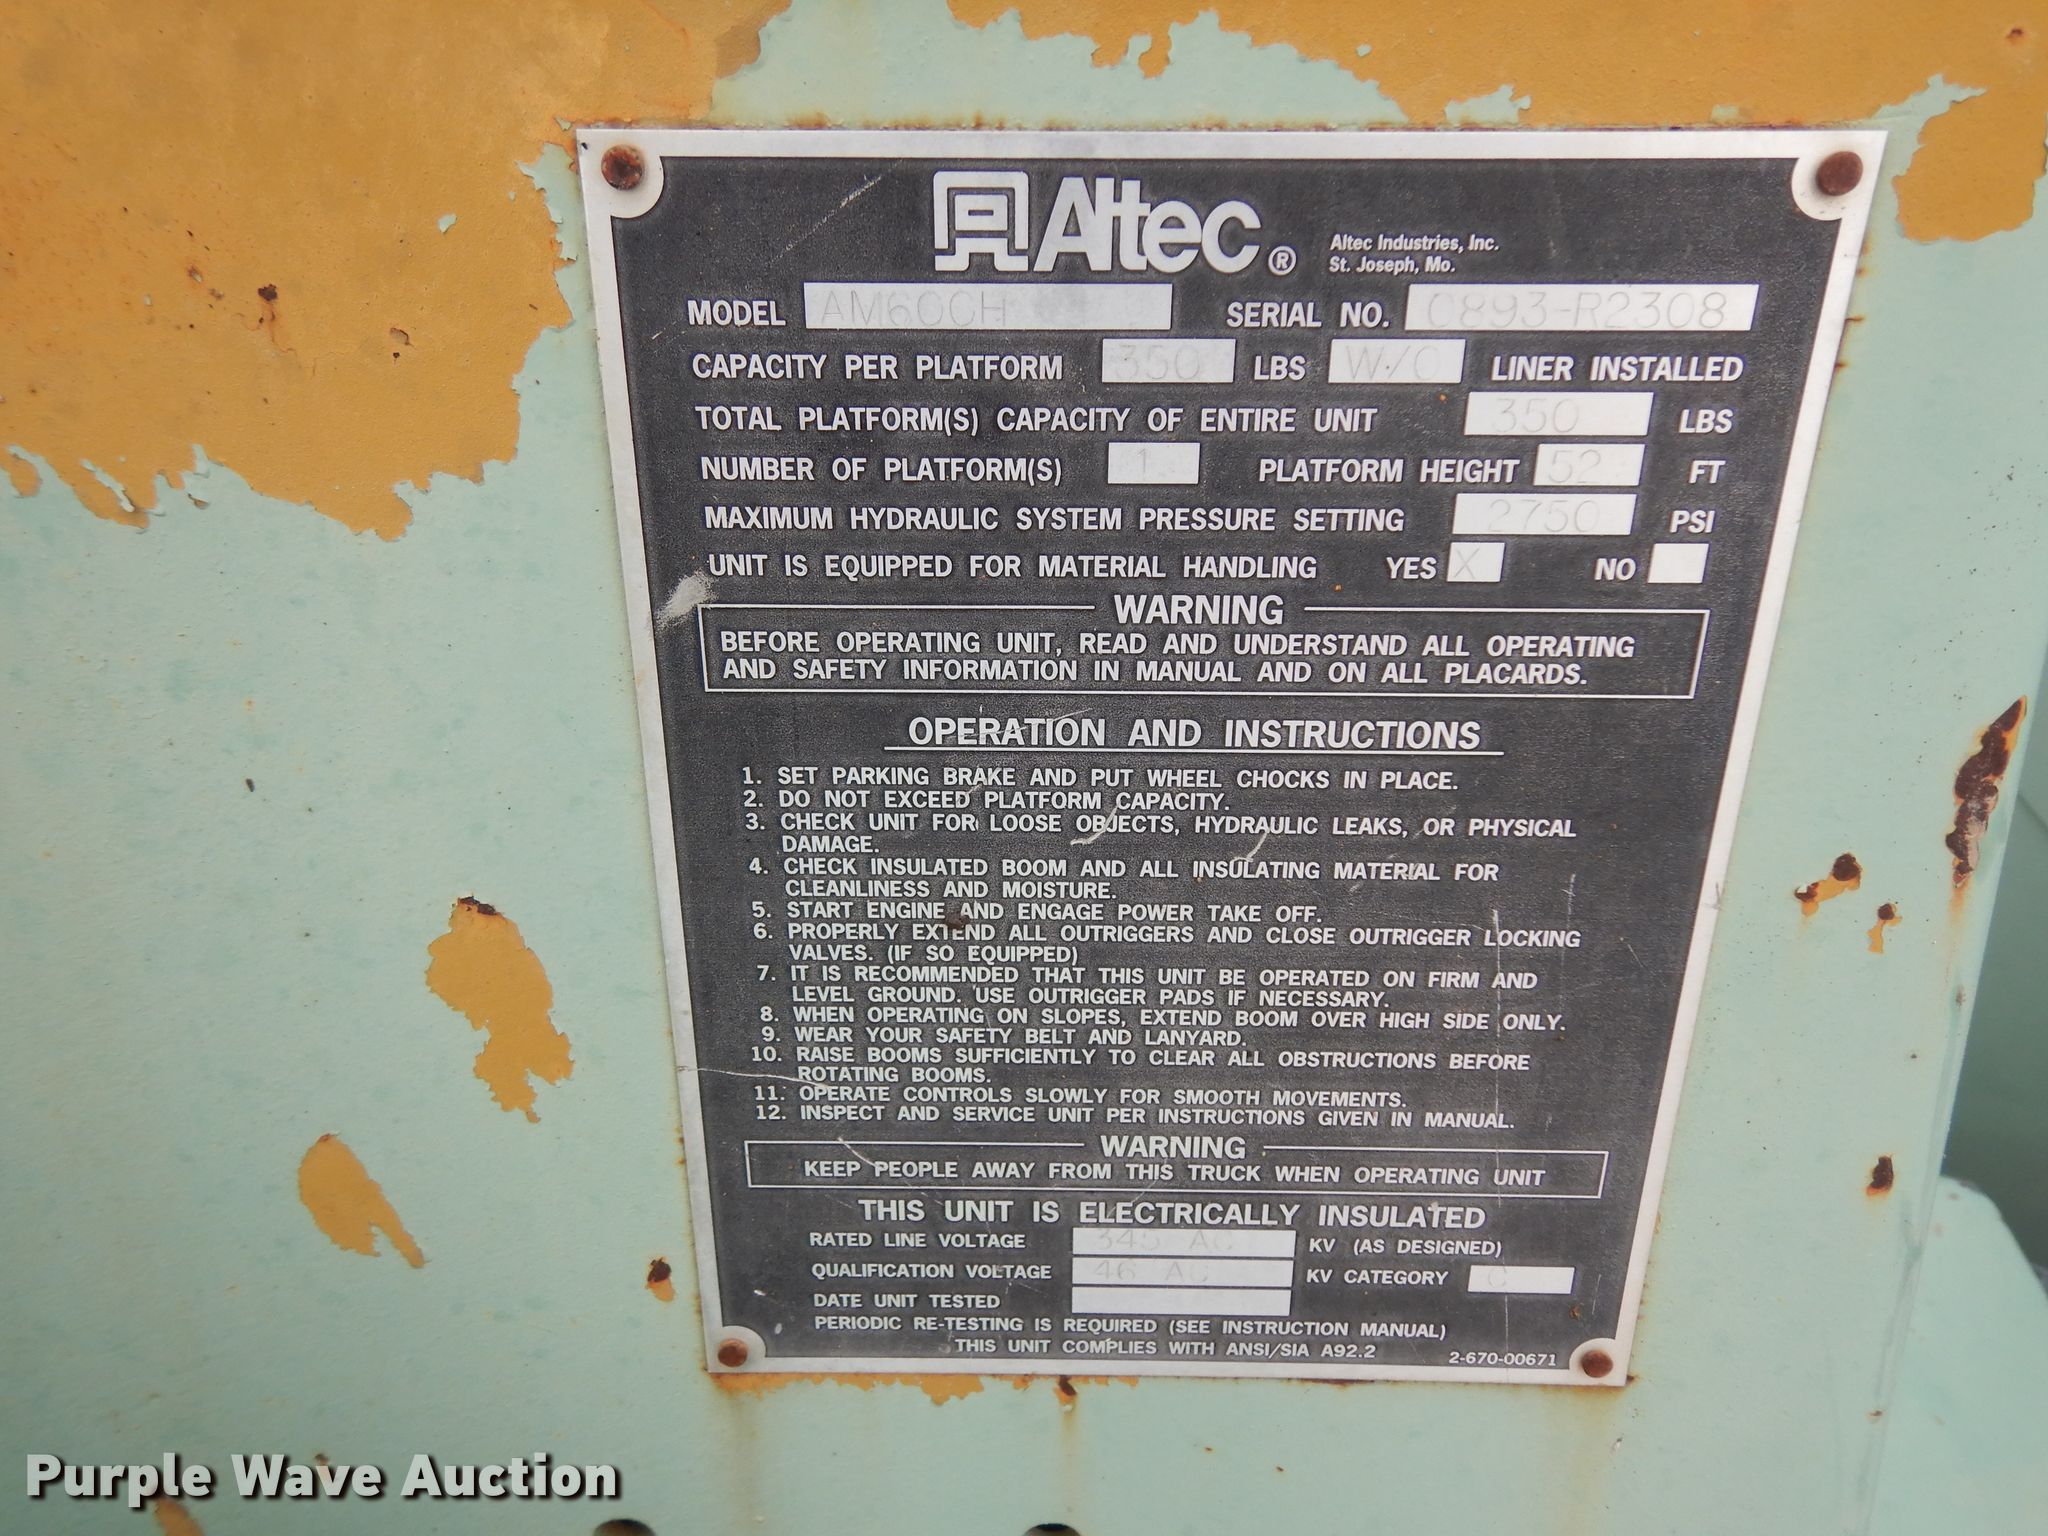 Altec®
Altec Industries, Inc.
St. Joseph, Mo.
MODEL AM60CH SERIAL NO. 0893-R2308
CAPACITY PER PLATFORM 350 LBS W/O LINER INSTALLED
TOTAL PLATFORM(S) CAPACITY OF ENTIRE UNIT 350 LBS
NUMBER OF PLATFORM(S) 1 PLATFORM HEIGHT 52 FT
MAXIMUM HYDRAULIC SYSTEM PRESSURE SETTING 2750 PSI
UNIT IS EQUIPPED FOR MATERIAL HANDLING YES X NO
WARNING
BEFORE OPERATING UNIT, READ AND UNDERSTAND ALL OPERATING
AND SAFETY INFORMATION IN MANUAL AND ON ALL PLACARDS.
OPERATION AND INSTRUCTIONS
1. SET PARKING BRAKE AND PUT WHEEL CHOCKS IN PLACE.
2. DO NOT EXCEED PLATFORM CAPACITY.
3. CHECK UNIT FOR LOOSE OBJECTS, HYDRAULIC LEAKS, OR PHYSICAL
DAMAGE.
4. CHECK INSULATED BOOM AND ALL INSULATING MATERIAL FOR
CLEANLINESS AND MOISTURE.
5. START ENGINE AND ENGAGE POWER TAKE OFF.
6. PROPERLY EXTEND ALL OUTRIGGERS AND CLOSE OUTRIGGER LOCKING
VALVES. (IF SO EQUIPPED)
7. IT IS RECOMMENDED THAT THIS UNIT BE OPERATED ON FIRM AND
LEVEL GROUND. USE OUTRIGGER PADS IF NECESSARY.
8. WHEN OPERATING ON SLOPES, EXTEND BOOM OVER HIGH SIDE ONLY.
9. WEAR YOUR SAFETY BELT AND LANYARD.
10. RAISE BOOMS SUFFICIENTLY TO CLEAR ALL OBSTRUCTIONS BEFORE
ROTATING BOOMS.
11. OPERATE CONTROLS SLOWLY FOR SMOOTH MOVEMENTS.
12. INSPECT AND SERVICE UNIT PER INSTRUCTIONS GIVEN IN MANUAL.
WARNING
KEEP PEOPLE AWAY FROM THIS TRUCK WHEN OPERATING UNIT
THIS UNIT IS ELECTRICALLY INSULATED
RATED LINE VOLTAGE 345 AC KV (AS DESIGNED)
QUALIFICATION VOLTAGE 46 AC KV CATEGORY C
DATE UNIT TESTED
PERIODIC RE-TESTING IS REQUIRED (SEE INSTRUCTION MANUAL)
THIS UNIT COMPLIES WITH ANSI/SIA A92.2
2-670-00671
Purple Wave Auction